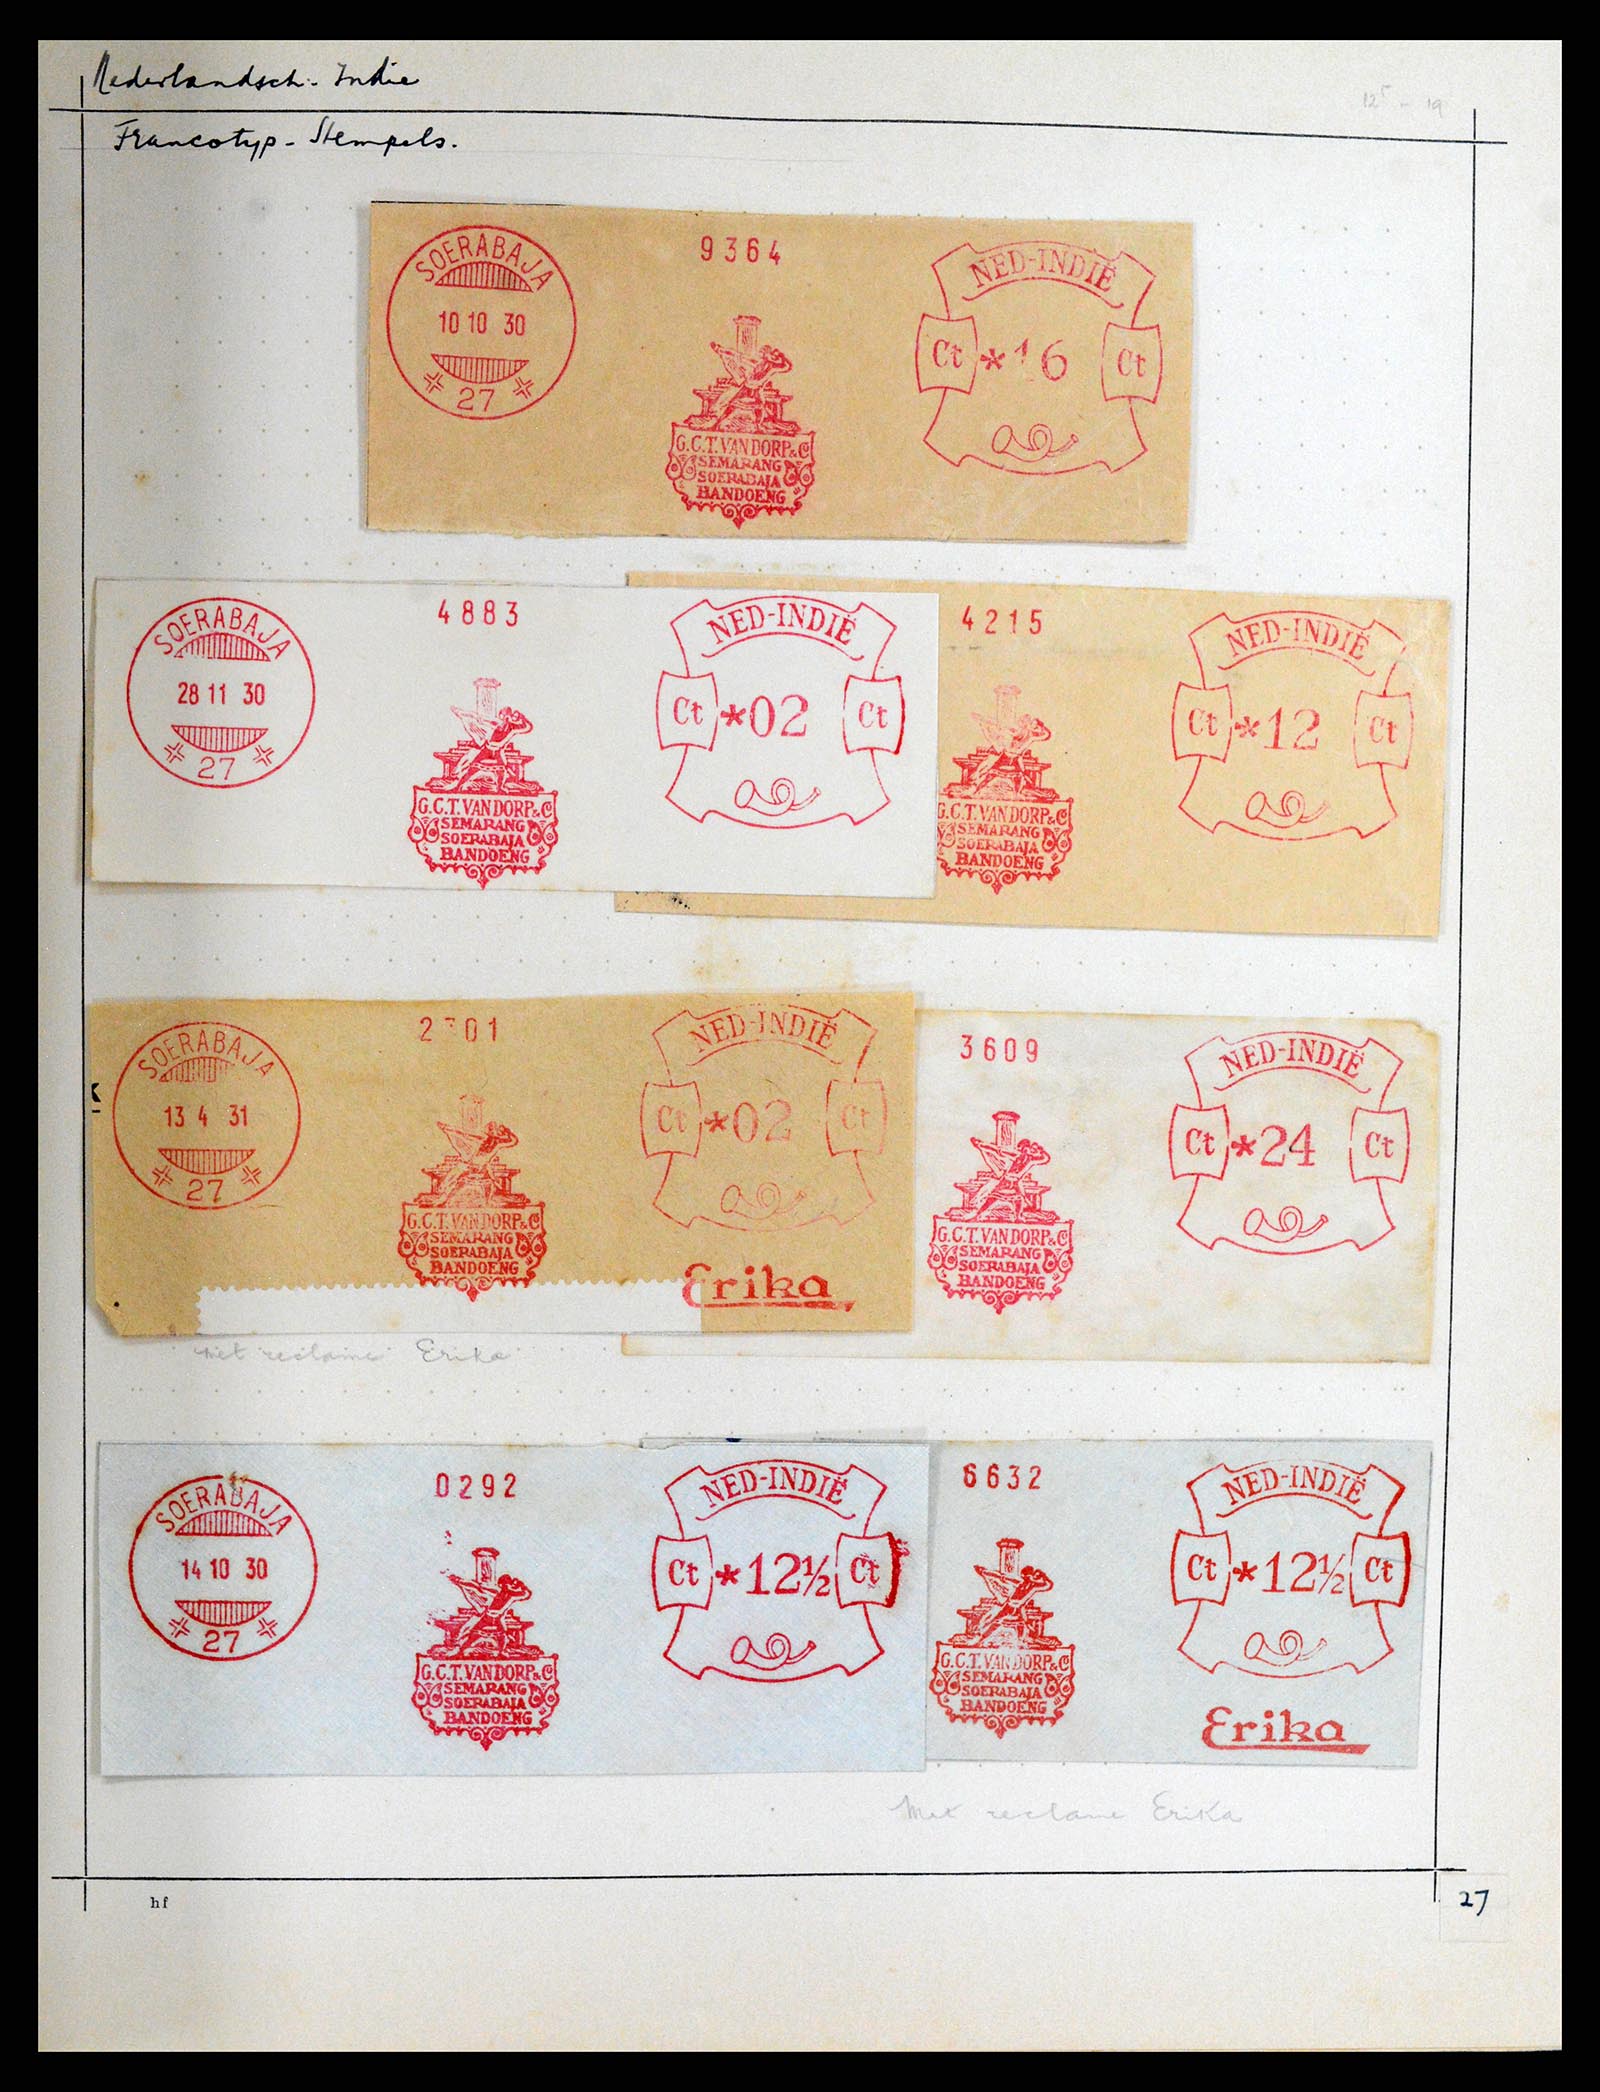 Nederlandsch-Indie
12⁵ - 19
Francotyp-Stempels.
SOERABAJA
10 10 30
27
9364
G.C.T. VAN DORP & Co
SEMARANG
SOERABAJA
BANDOENG
NED-INDIË
Ct *16 Ct
SOERABAJA
28 11 30
27
4883
G.C.T. VAN DORP & Co
SEMARANG
SOERABAJA
BANDOENG
NED-INDIË
Ct *02 Ct
4215
G.C.T. VAN DORP & Co
SEMARANG
SOERABAJA
BANDOENG
NED-INDIË
Ct *12 Ct
SOERABAJA
13 4 31
27
G.C.T. VAN DORP & Co
SEMARANG
SOERABAJA
BANDOENG
NED-INDIË
Ct *02 Ct
Erika
met reclame Erika
3609
G.C.T. VAN DORP & Co
SEMARANG
SOERABAJA
BANDOENG
NED-INDIË
Ct *24 Ct
SOERABAJA
14 10 30
27
0292
G.C.T. VAN DORP & Co
SEMARANG
SOERABAJA
BANDOENG
NED-INDIË
Ct *12½ Ct
6632
G.C.T. VAN DORP & Co
SEMARANG
SOERABAJA
BANDOENG
NED-INDIË
Ct *12½ Ct
Erika
Met reclame Erika
hf
27